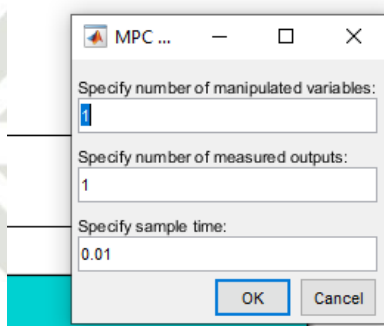 MPC ...
Specify number of manipulated variables:
1
Specify number of measured outputs:
1
Specify sample time:
0.01
OK Cancel